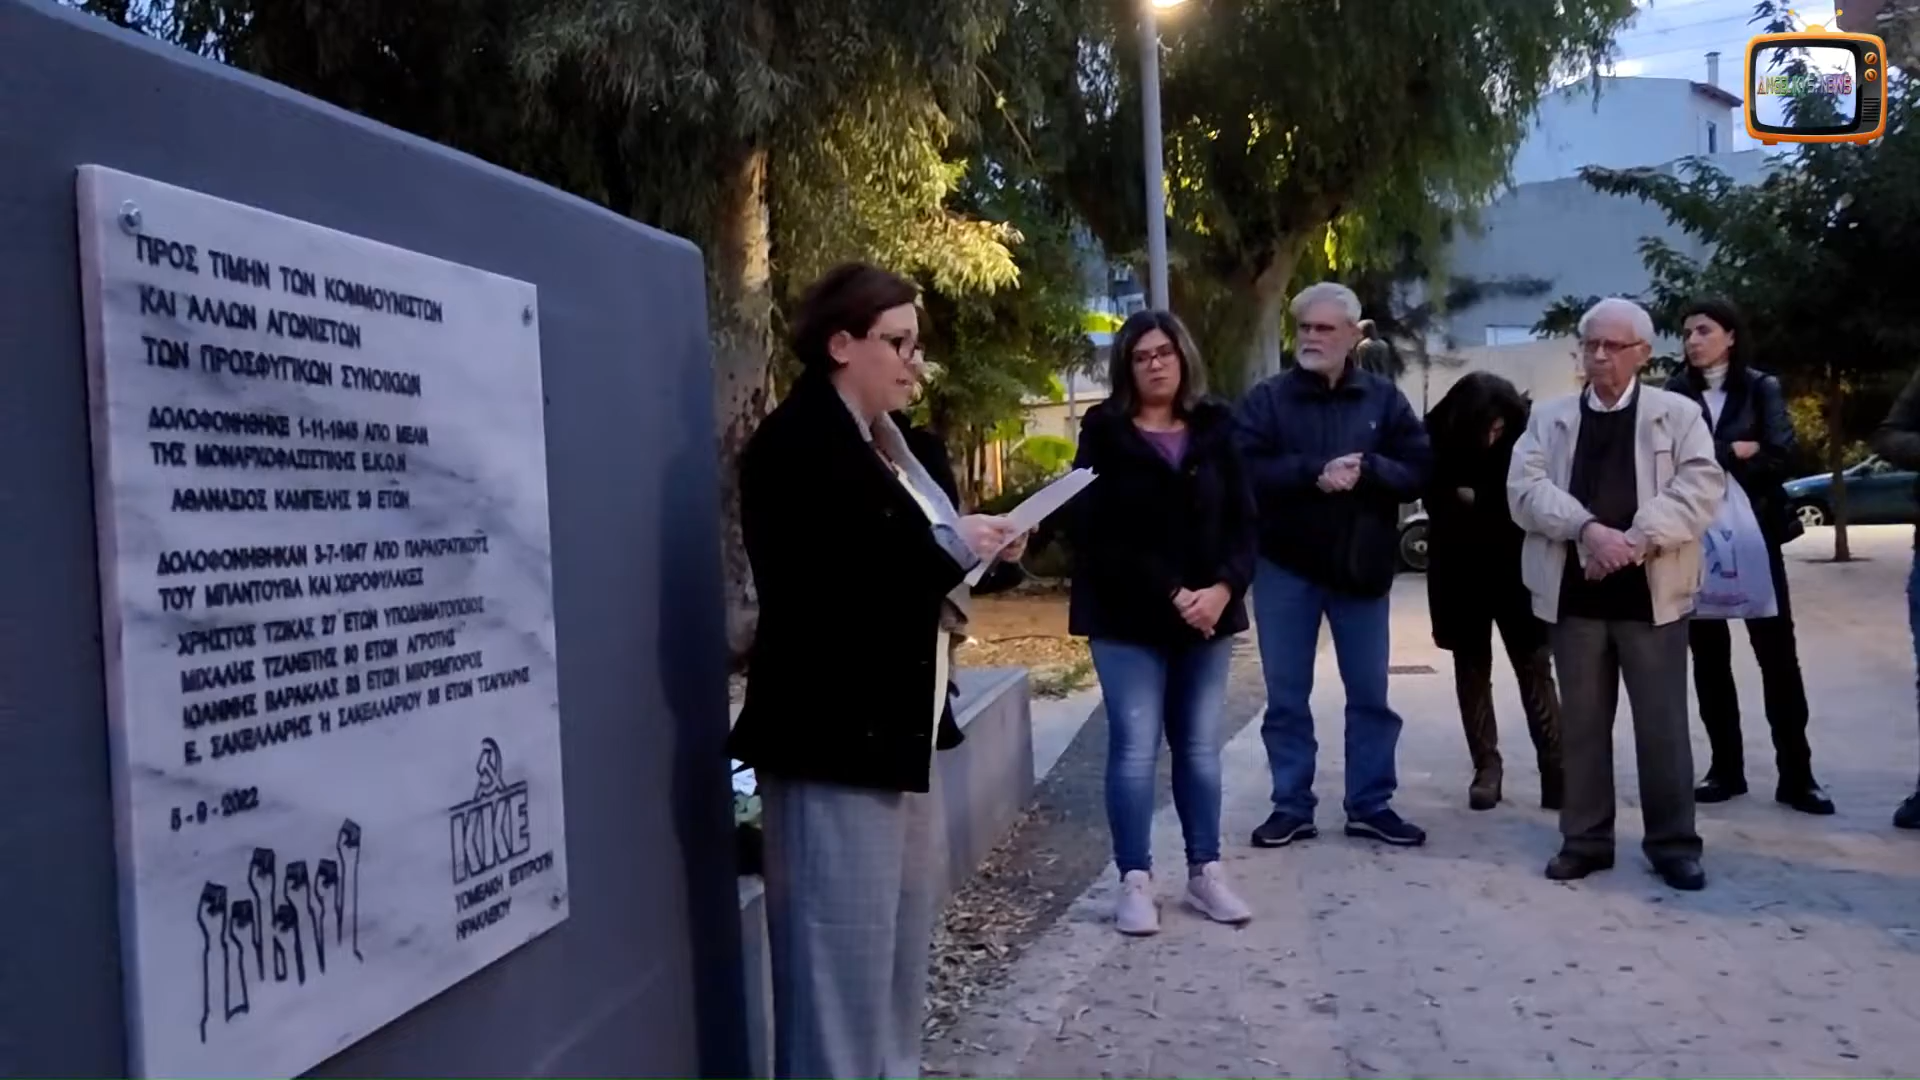 ΠΡΟΣ ΤΙΜΗΝ ΤΩΝ ΚΟΜΜΟΥΝΙΣΤΩΝ
ΚΑΙ ΑΛΛΩΝ ΑΓΩΝΙΣΤΩΝ
ΤΩΝ ΠΡΟΣΦΥΓΙΚΩΝ ΣΥΝΟΙΚΙΩΝ
ΔΟΛΟΦΟΝΗΘΗΚΕ 1-11-1945 ΑΠΟ ΜΕΛΗ
ΤΗΣ ΜΟΝΑΡΧΟΦΑΣΙΣΤΙΚΗΣ Ε.Κ.Ο.Ν
ΑΘΑΝΑΣΙΟΣ ΚΑΜΠΕΛΗΣ ΕΤΩΝ
ΔΟΛΟΦΟΝΗΘΗΚΑΝ 3-7-1947 ΑΠΟ ΠΑΡΑΚΡΑΤΙΚΟΥΣ
ΤΟΥ ΜΠΑΝΤΟΥΒΑ ΚΑΙ ΧΩΡΟΦΥΛΑΚΕΣ
ΧΡΗΣΤΟΣ ΤΖΙΚΑΣ 27 ΕΤΩΝ ΥΠΟΔΗΜΑΤΟΠΟΙΟΣ
ΜΙΧΑΛΗΣ ΕΤΩΝ ΑΓΡΟΤΗΣ
ΙΩΑΝΝΗΣ ΒΑΡΑΚΛΑΣ ΕΤΩΝ ΜΙΚΡΕΜΠΟΡΟΣ
Ε. ΣΑΚΕΛΛΑΡΗΣ Ή ΣΑΚΕΛΛΑΡΙΟΥ ΕΤΩΝ ΤΣΑΓΚΑΡΗΣ
5-9-2022
ΚΚΕ
ΤΟΜΕΑΚΗ ΕΠΙΤΡΟΠΗ
ΗΡΑΚΛΕΙΟΥ
ANGELKYS.NEWS